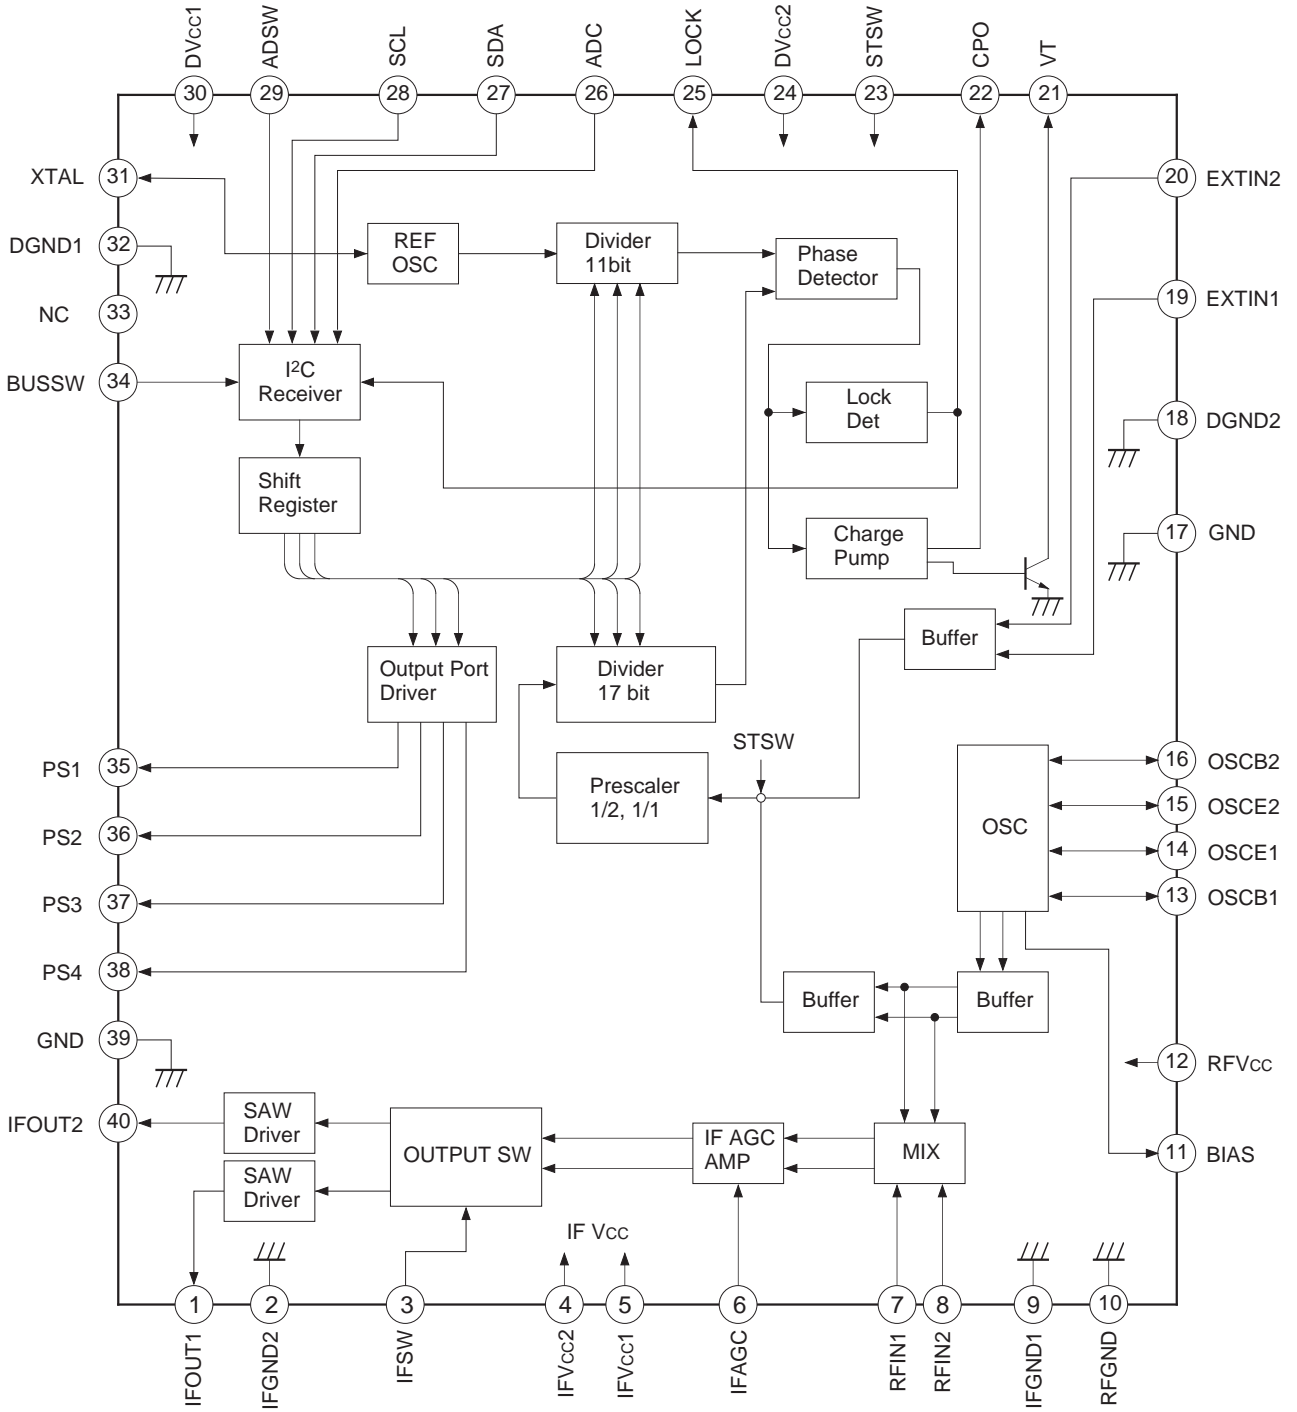 DVCC1
ADSW
SCL
SDA
ADC
LOCK
DVCC2
STSW
CPO
VT
30
29
28
27
26
25
24
23
22
21
XTAL
31
20
EXTIN2
DGND1
32
REF
OSC
Divider
11bit
Phase
Detector
19
EXTIN1
NC
33
BUSSW
34
I²C
Receiver
Lock
Det
18
DGND2
Shift
Register
Charge
Pump
17
GND
Buffer
Output Port
Driver
Divider
17 bit
STSW
PS1
35
Prescaler
1/2, 1/1
OSC
16
OSCB2
15
OSCE2
PS2
36
14
OSCE1
PS3
37
13
OSCB1
PS4
38
Buffer
Buffer
GND
39
12
RFVCC
IFOUT2
40
SAW
Driver
OUTPUT SW
IF AGC
AMP
MIX
11
BIAS
SAW
Driver
IF VCC
1
2
3
4
5
6
7
8
9
10
IFOUT1
IFGND2
IFSW
IFVCC2
IFVCC1
IFAGC
RFIN1
RFIN2
IFGND1
RFGND